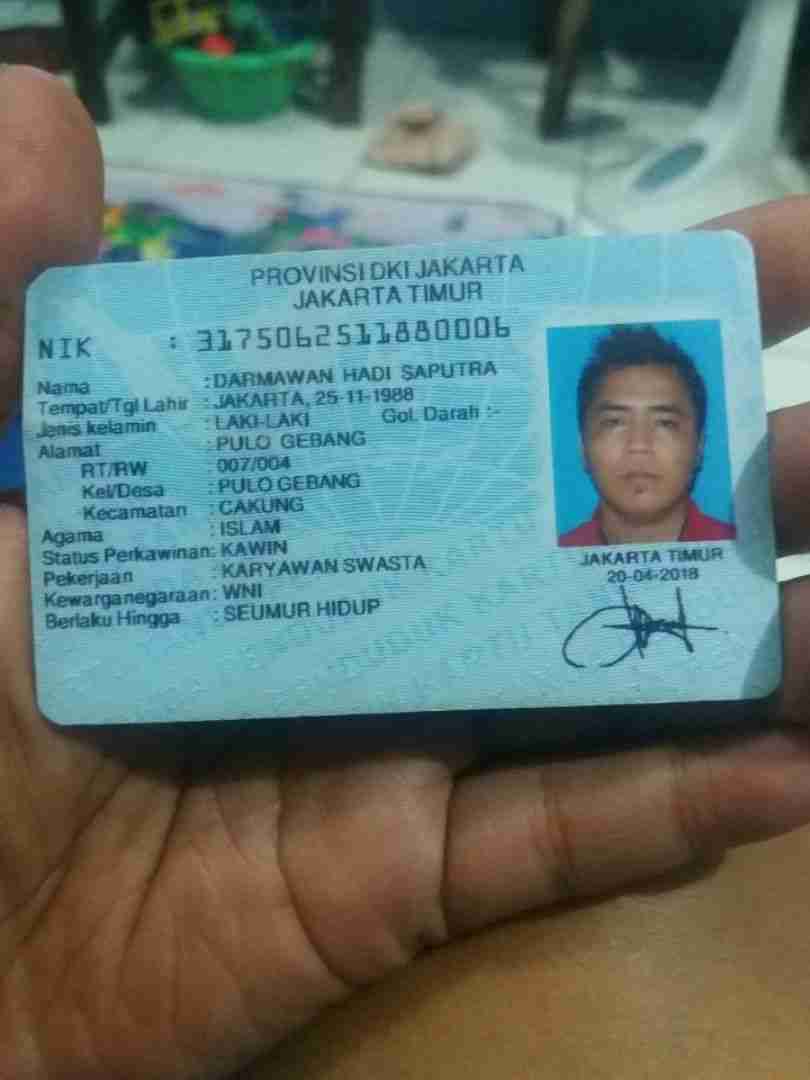 PROVINSI DKI JAKARTA
JAKARTA TIMUR
NIK : 3175062511880006
Nama : DARMAWAN HADI SAPUTRA
Tempat/Tgl Lahir : JAKARTA, 25-11-1988
Jenis kelamin : LAKI-LAKI Gol. Darah :-
Alamat : PULO GEBANG
RT/RW : 007/004
Kel/Desa : PULO GEBANG
Kecamatan : CAKUNG
Agama : ISLAM
Status Perkawinan: KAWIN
Pekerjaan : KARYAWAN SWASTA
Kewarganegaraan: WNI
Berlaku Hingga : SEUMUR HIDUP
JAKARTA TIMUR
20-04-2018